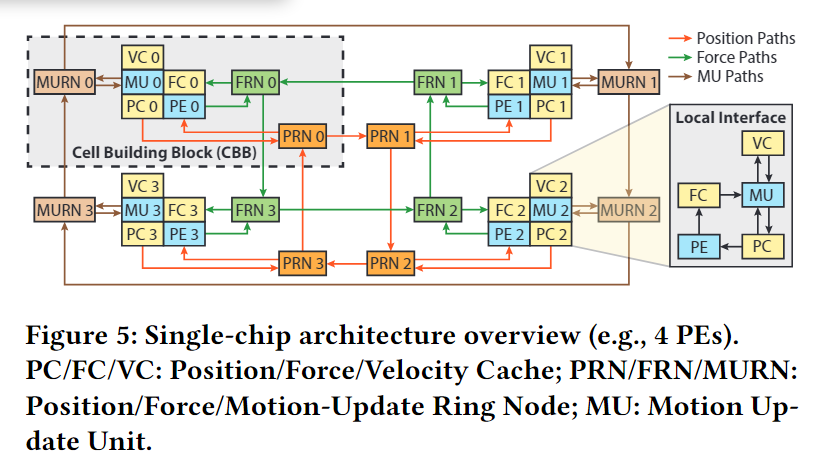 Position Paths
Force Paths
MU Paths
VC 0
MURN 0 MU 0 FC 0 FRN 0
PC 0 PE 0
PRN 0
Cell Building Block (CBB)
VC 1
FRN 1 FC 1 MU 1 MURN 1
PE 1 PC 1
PRN 1
Local Interface
VC
FC MU
PE PC
VC 3
MURN 3 MU 3 FC 3 FRN 3
PC 3 PE 3
PRN 3
VC 2
FRN 2 FC 2 MU 2 MURN 2
PE 2 PC 2
PRN 2
Figure 5: Single-chip architecture overview (e.g., 4 PEs).
PC/FC/VC: Position/Force/Velocity Cache; PRN/FRN/MURN:
Position/Force/Motion-Update Ring Node; MU: Motion Up-
date Unit.